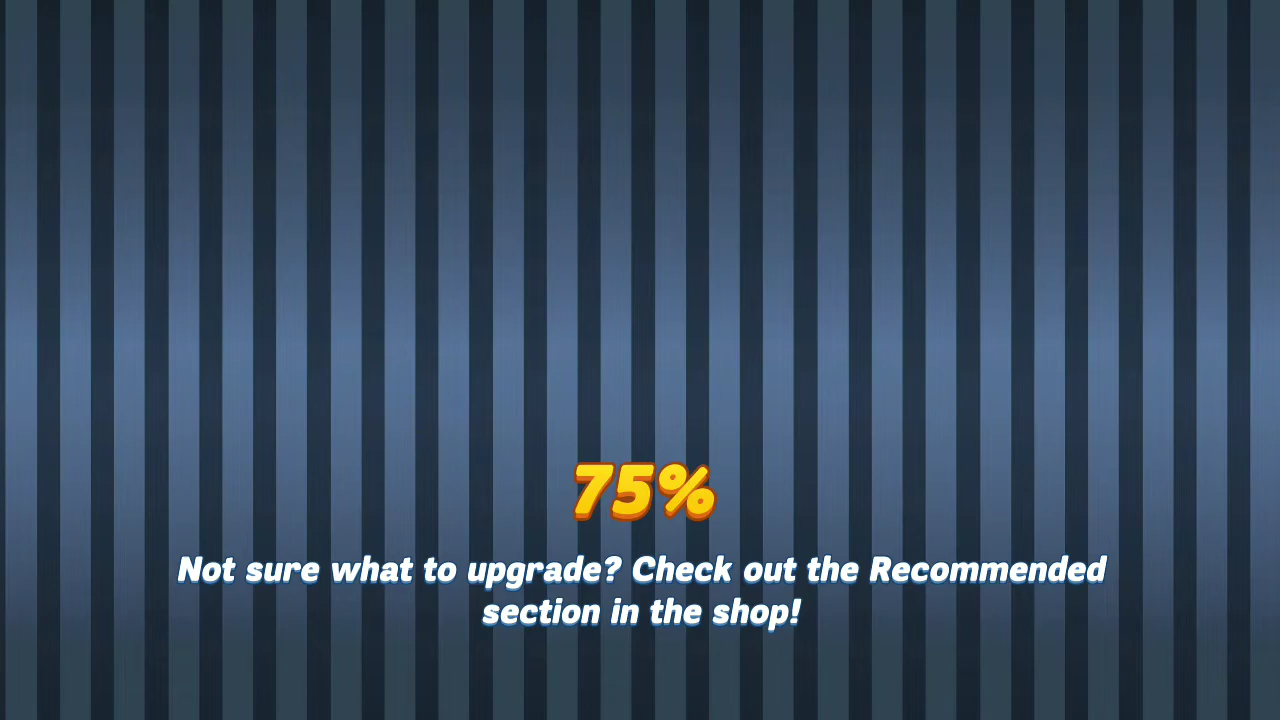 75%
Not sure what to upgrade? Check out the Recommended
section in the shop!